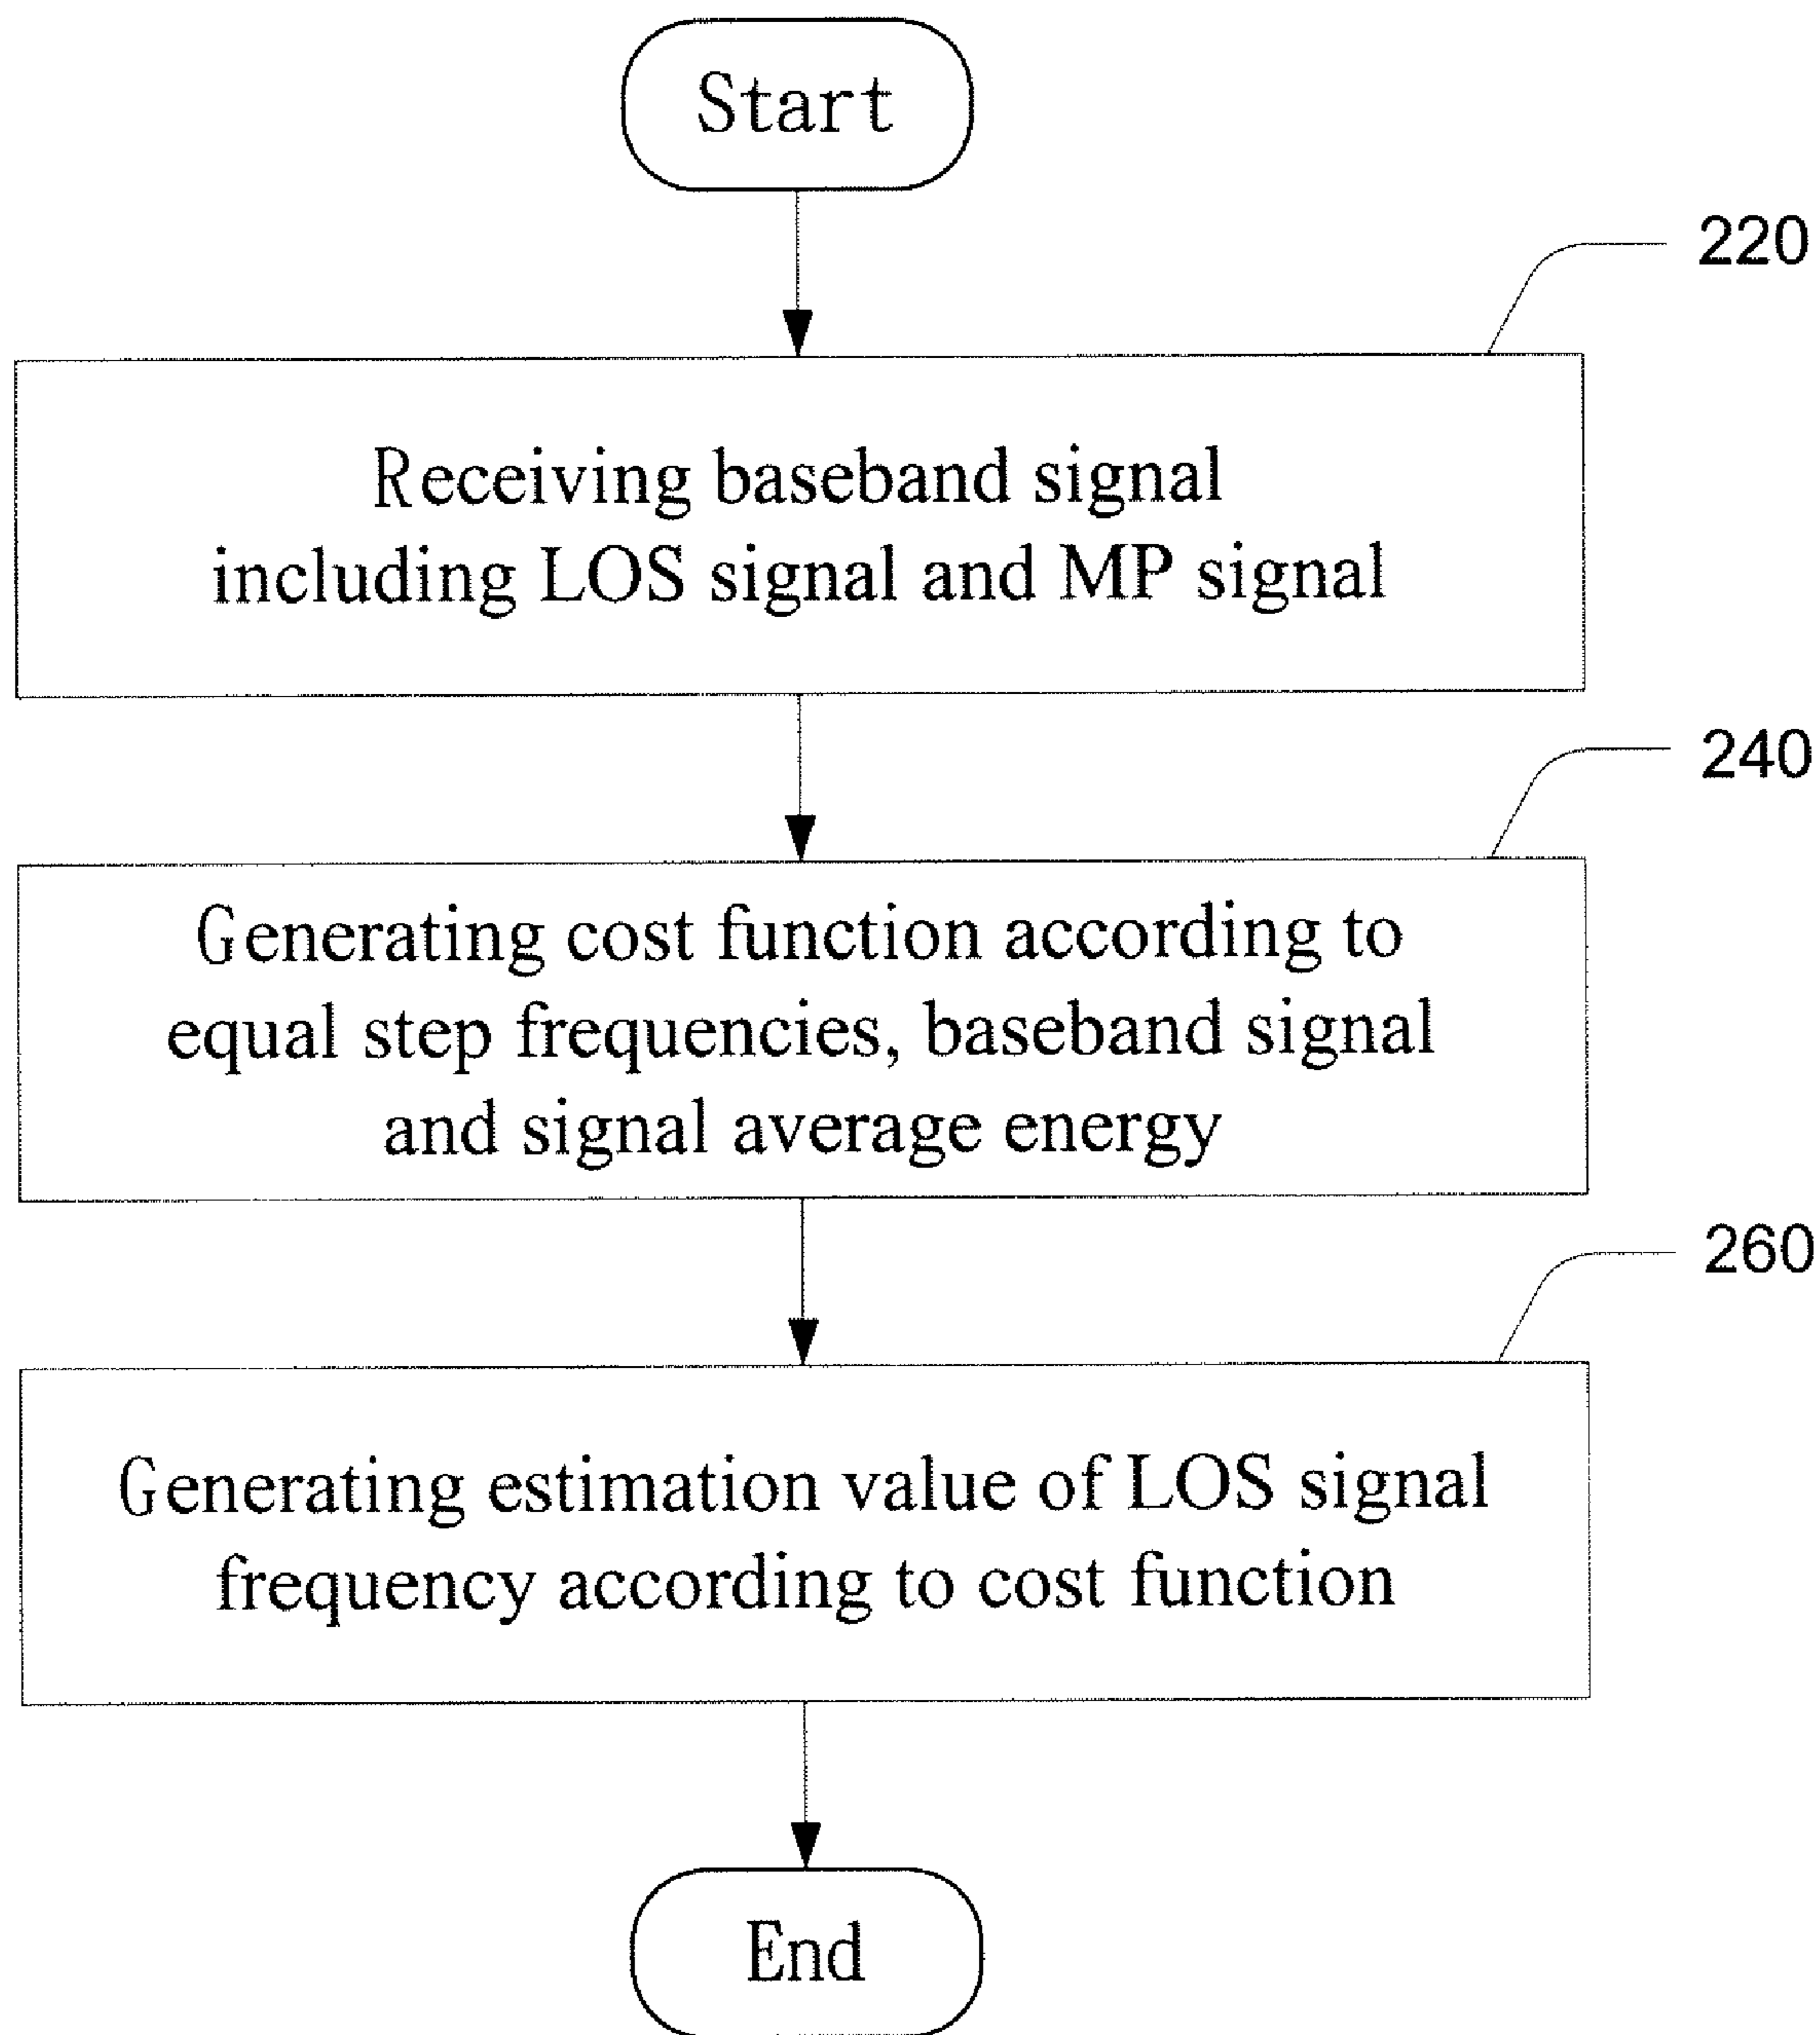 Start
220
Receiving baseband signal
including LOS signal and MP signal
240
Generating cost function according to
equal step frequencies, baseband signal
and signal average energy
260
Generating estimation value of LOS signal
frequency according to cost function
End